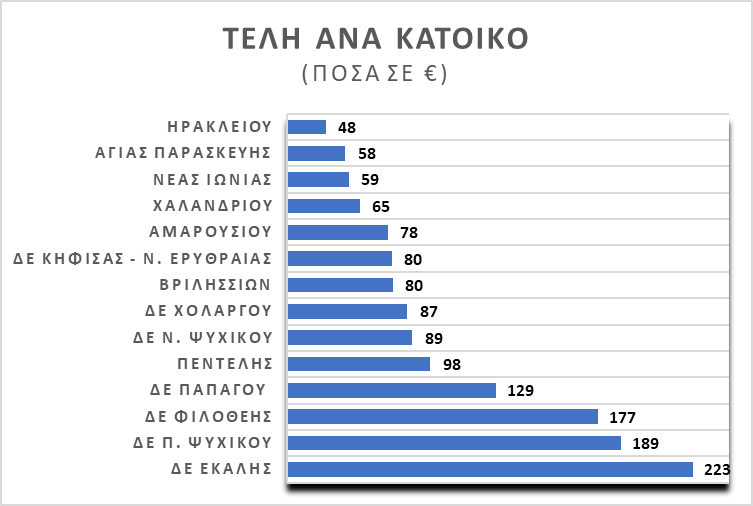 ΤΕΛΗ ΑΝΑ ΚΑΤΟΙΚΟ
(ΠΟΣΑ ΣΕ €)
ΗΡΑΚΛΕΙΟΥ 48
ΑΓΙΑΣ ΠΑΡΑΣΚΕΥΗΣ 58
ΝΕΑΣ ΙΩΝΙΑΣ 59
ΧΑΛΑΝΔΡΙΟΥ 65
ΑΜΑΡΟΥΣΙΟΥ 78
ΔΕ ΚΗΦΙΣΑΣ - Ν. ΕΡΥΘΡΑΙΑΣ 80
ΒΡΙΛΗΣΣΙΩΝ 80
ΔΕ ΧΟΛΑΡΓΟΥ 87
ΔΕ Ν. ΨΥΧΙΚΟΥ 89
ΠΕΝΤΕΛΗΣ 98
ΔΕ ΠΑΠΑΓΟΥ 129
ΔΕ ΦΙΛΟΘΕΗΣ 177
ΔΕ Π. ΨΥΧΙΚΟΥ 189
ΔΕ ΕΚΑΛΗΣ 223